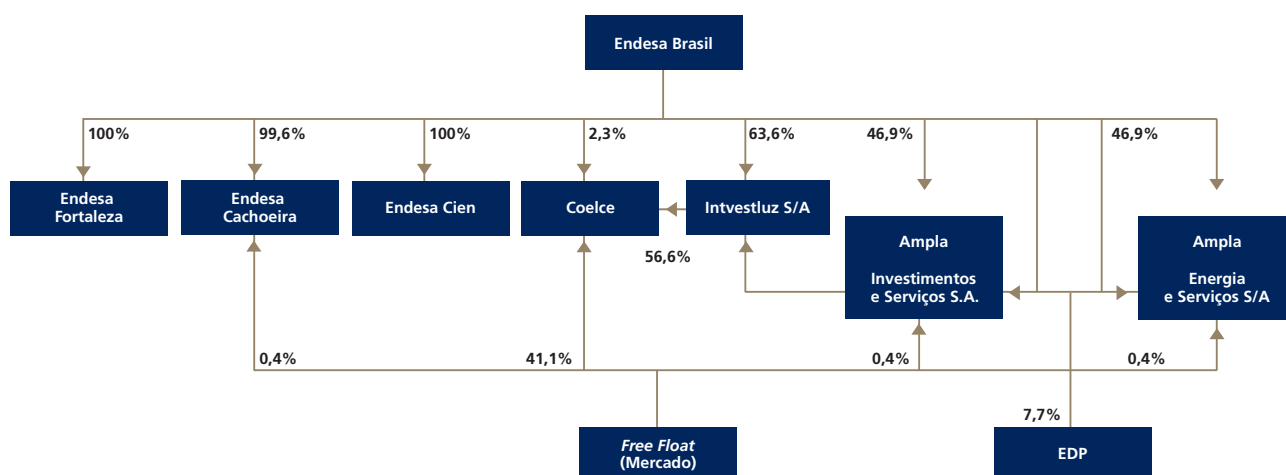 Endesa Brasil
100%
99,6%
100%
2,3%
63,6%
46,9%
46,9%
Endesa
Fortaleza
Endesa
Cachoeira
Endesa Cien
Coelce
Intvestluz S/A
56,6%
Ampla
Investimentos
e Serviços S.A.
Ampla
Energia
e Serviços S/A
0,4%
41,1%
0,4%
0,4%
7,7%
Free Float
(Mercado)
EDP